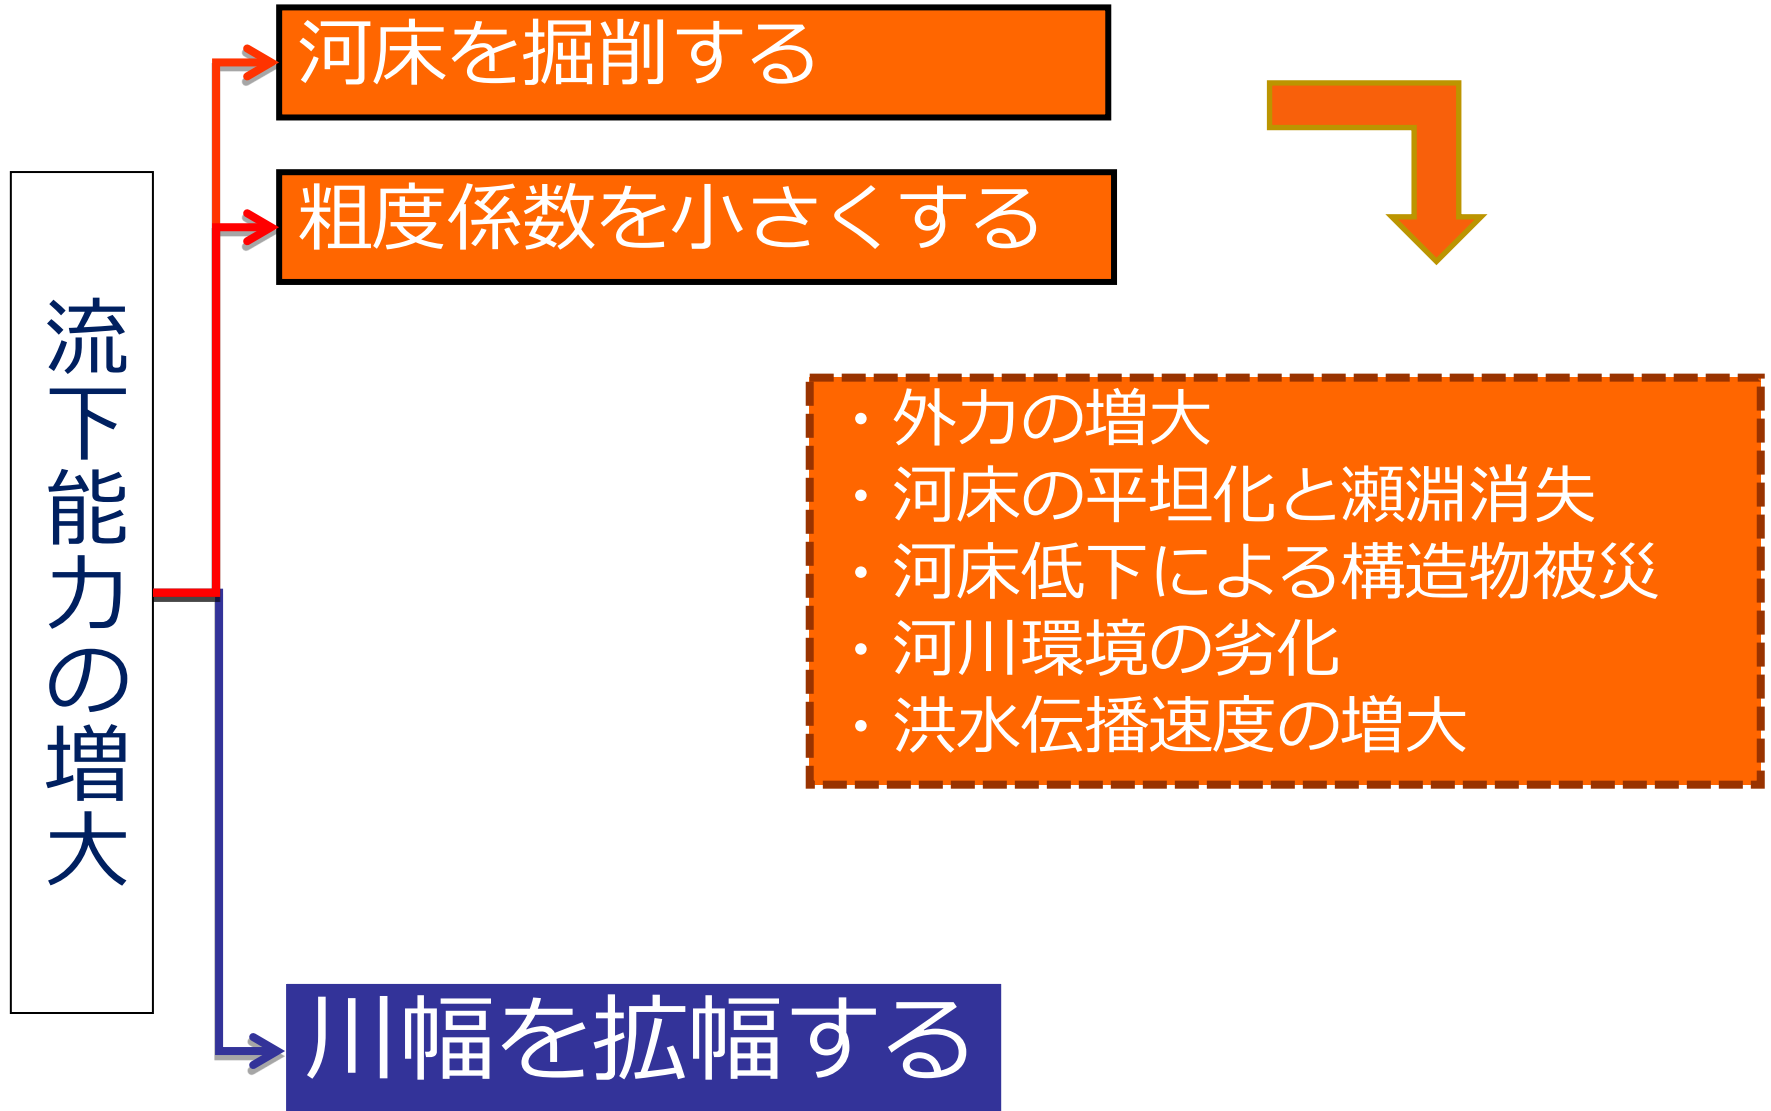 河床を掘削する
粗度係数を小さくする
流下能力の増大
・外力の増大
・河床の平坦化と瀬淵消失
・河床低下による構造物被災
・河川環境の劣化
・洪水伝播速度の増大
川幅を拡幅する